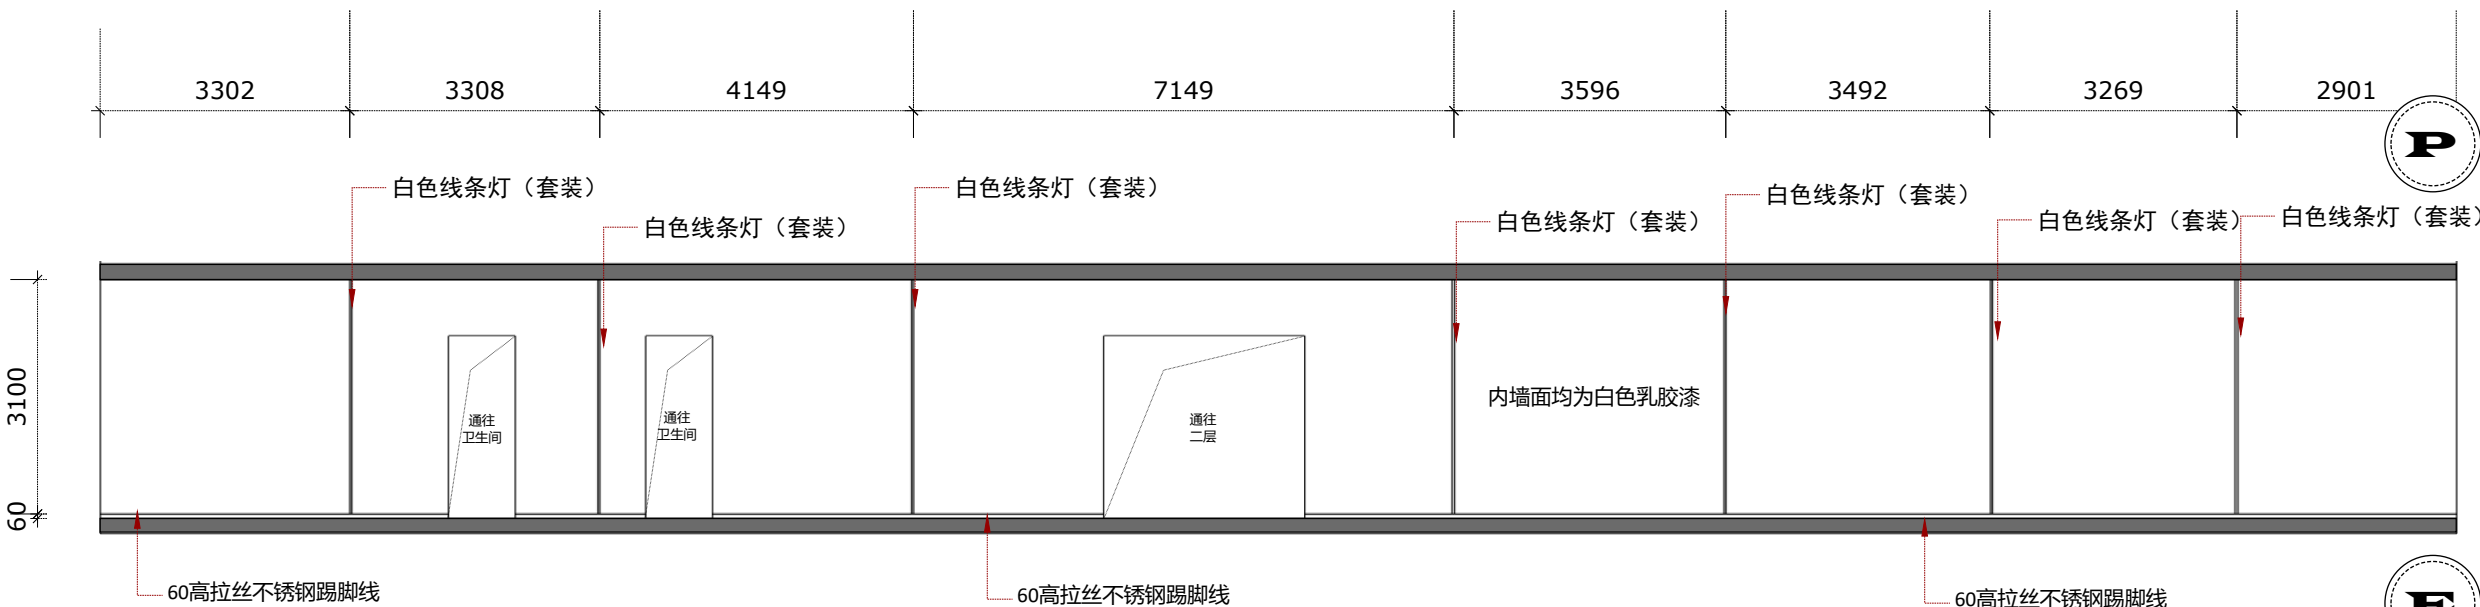 3302 3308 4149 7149 3596 3492 3269 2901
P
白色线条灯（套装） 白色线条灯（套装） 白色线条灯（套装）
白色线条灯（套装） 白色线条灯（套装） 白色线条灯（套装） 白色线条灯（套装）
3100
内墙面均为白色乳胶漆
通往
卫生间
通往
卫生间
通往
二层
60
60高拉丝不锈钢踢脚线 60高拉丝不锈钢踢脚线 60高拉丝不锈钢踢脚线